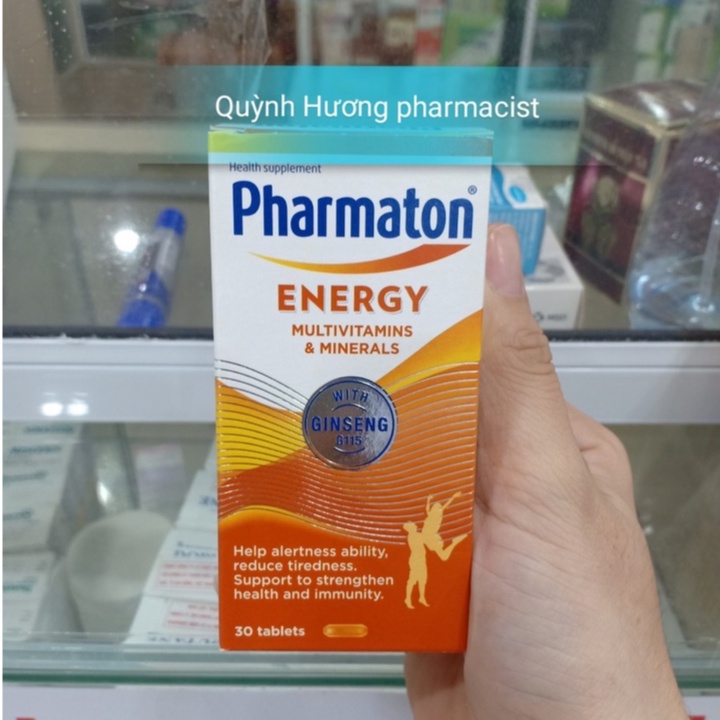 Quỳnh Hương pharmacist
Health supplement
Pharmaton®
ENERGY
MULTIVITAMINS
& MINERALS
WITH
GINSENG
G115
Help alertness ability,
reduce tiredness.
Support to strengthen
health and immunity.
30 tablets